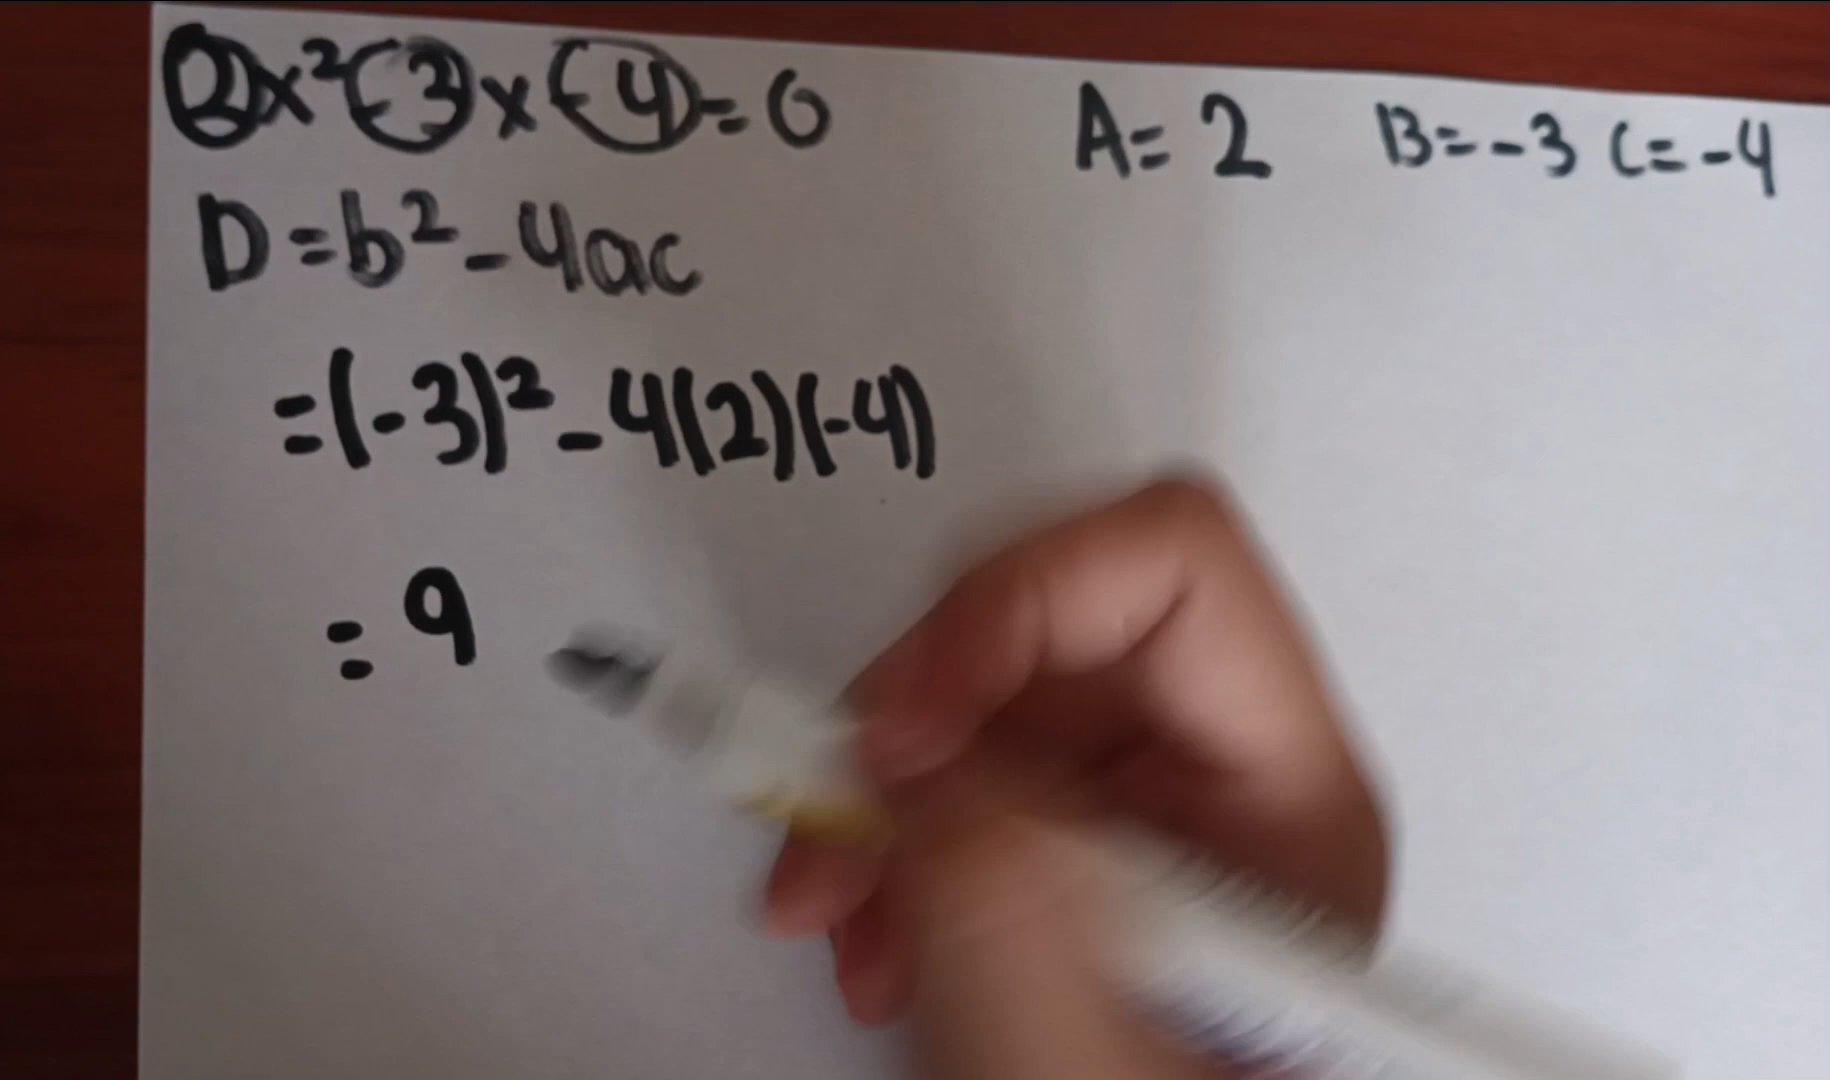 2x²-3x-4=0 A=2 B=-3 C=-4
D=b²-4ac
=(-3)²-4(2)(-4)
=9